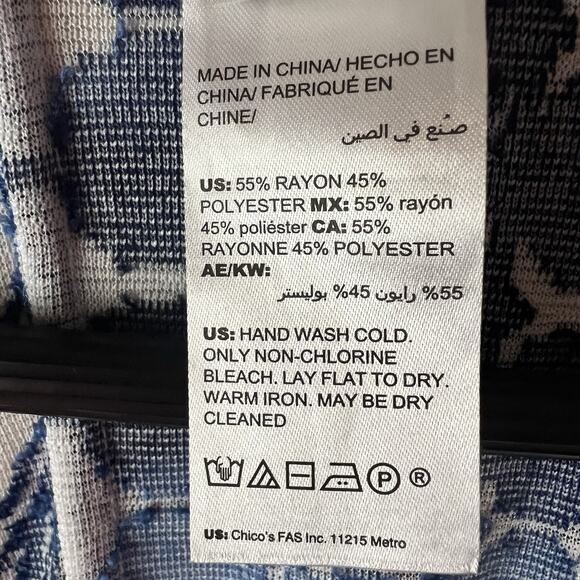 MADE IN CHINA/ HECHO EN
CHINA/ FABRIQUÉ EN
CHINE/
صُنع في الصين
US: 55% RAYON 45%
POLYESTER MX: 55% rayón
45% poliéster CA: 55%
RAYONNE 45% POLYESTER
AE/KW:
55% رايون 45% بوليستر
US: HAND WASH COLD.
ONLY NON-CHLORINE
BLEACH. LAY FLAT TO DRY.
WARM IRON. MAY BE DRY
CLEANED
P ®
US: Chico's FAS Inc. 11215 Metro